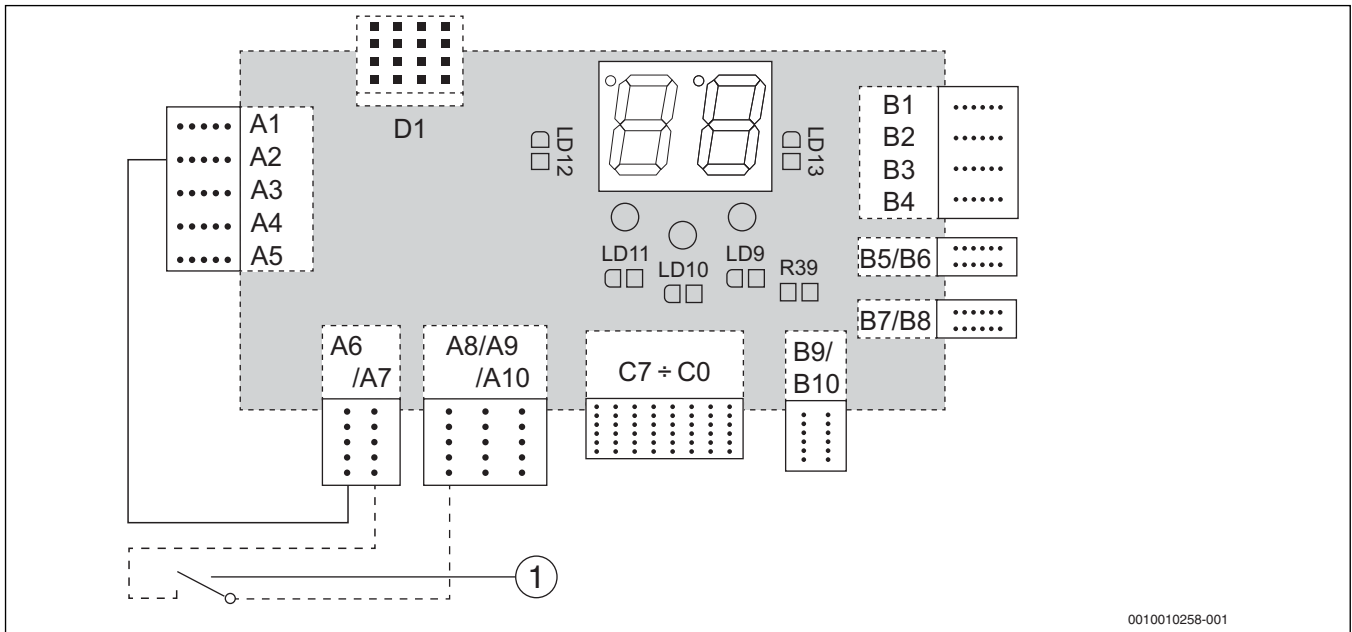 D1
A1
A2
A3
A4
A5
LD12
LD13
B1
B2
B3
B4
LD11
LD10
LD9
R39
B5/B6
B7/B8
A6
/A7
A8/A9
/A10
C7 ÷ C0
B9/
B10
1
0010010258-001